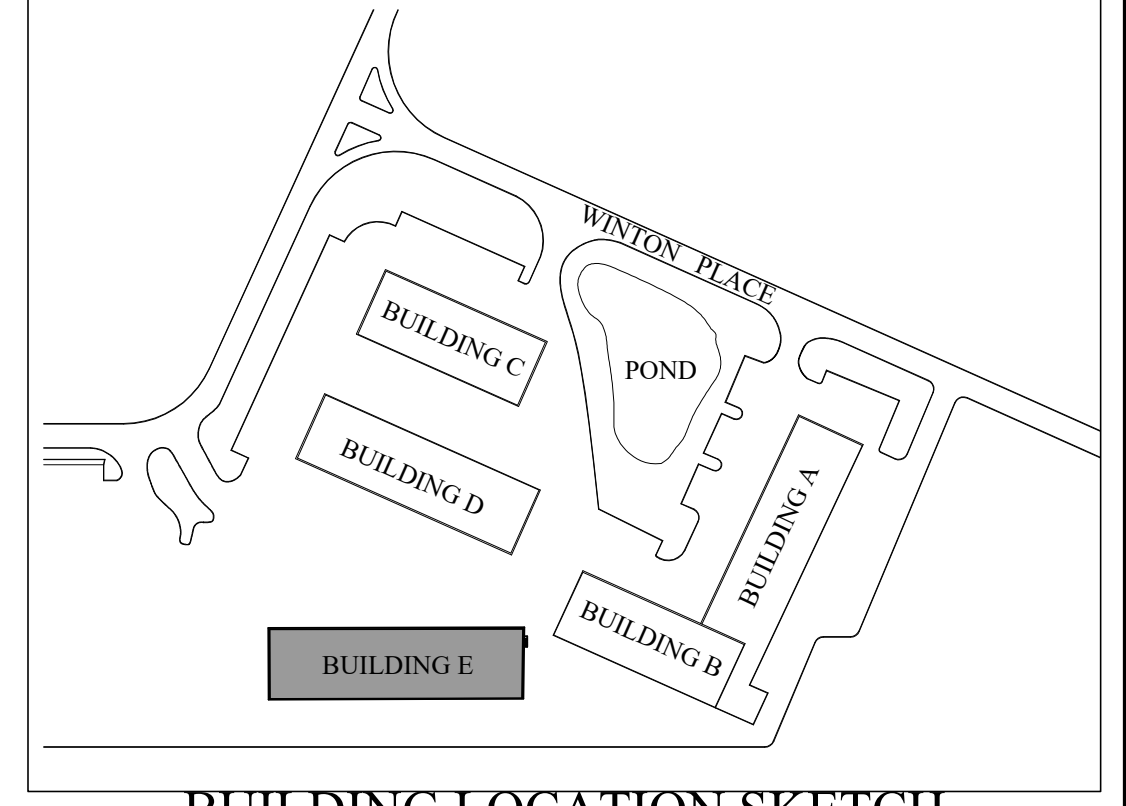 WINTON PLACE
BUILDING C
POND
BUILDING D
BUILDING A
BUILDING B
BUILDING E
BUILDING LOCATION SKETCH